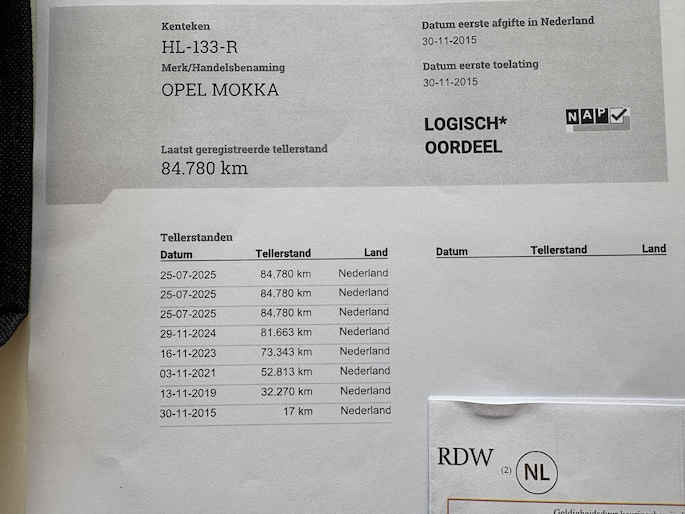 Kenteken
HL-133-R
Merk/Handelsbenaming
OPEL MOKKA
Laatst geregistreerde tellerstand
84.780 km
Datum eerste afgifte in Nederland
30-11-2015
Datum eerste toelating
30-11-2015
LOGISCH*
OORDEEL
NAP
Tellerstanden
Datum Tellerstand Land
25-07-2025 84.780 km Nederland
25-07-2025 84.780 km Nederland
25-07-2025 84.780 km Nederland
29-11-2024 81.663 km Nederland
16-11-2023 73.343 km Nederland
03-11-2021 52.813 km Nederland
13-11-2019 32.270 km Nederland
30-11-2015 17 km Nederland
Datum Tellerstand Land
RDW (2) NL
Geldigheidsduur